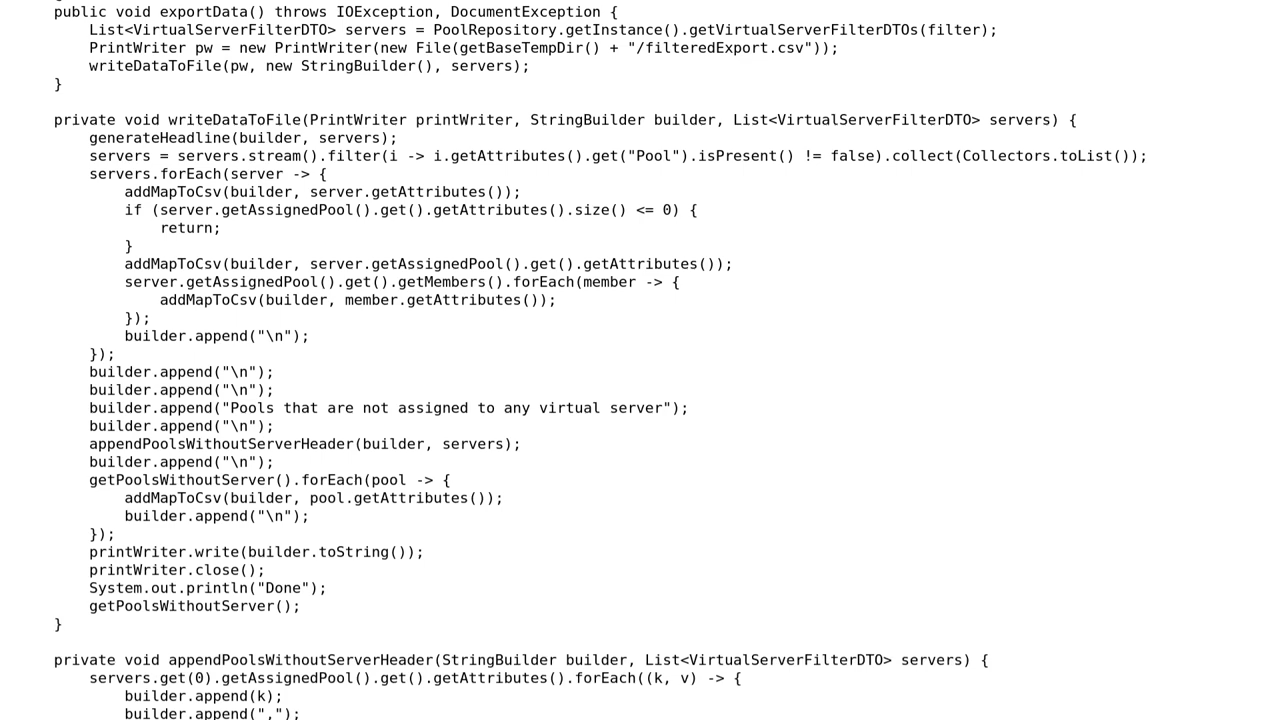 public void exportData() throws IOException, DocumentException {
List<VirtualServerFilterDTO> servers = PoolRepository.getInstance().getVirtualServerFilterDTOs(filter);
PrintWriter pw = new PrintWriter(new File(getBaseTempDir() + "/filteredExport.csv"));
writeDataToFile(pw, new StringBuilder(), servers);
}
private void writeDataToFile(PrintWriter printWriter, StringBuilder builder, List<VirtualServerFilterDTO> servers) {
generateHeadline(builder, servers);
servers = servers.stream().filter(i -> i.getAttributes().get("Pool").isPresent() != false).collect(Collectors.toList());
servers.forEach(server -> {
addMapToCsv(builder, server.getAttributes());
if (server.getAssignedPool().get().getAttributes().size() <= 0) {
return;
}
addMapToCsv(builder, server.getAssignedPool().get().getAttributes());
server.getAssignedPool().get().getMembers().forEach(member -> {
addMapToCsv(builder, member.getAttributes());
});
builder.append("\n");
});
builder.append("\n");
builder.append("\n");
builder.append("Pools that are not assigned to any virtual server");
builder.append("\n");
appendPoolsWithoutServerHeader(builder, servers);
builder.append("\n");
getPoolsWithoutServer().forEach(pool -> {
addMapToCsv(builder, pool.getAttributes());
builder.append("\n");
});
printWriter.write(builder.toString());
printWriter.close();
System.out.println("Done");
getPoolsWithoutServer();
}
private void appendPoolsWithoutServerHeader(StringBuilder builder, List<VirtualServerFilterDTO> servers) {
servers.get(0).getAssignedPool().get().getAttributes().forEach((k, v) -> {
builder.append(k);
builder.append(",");